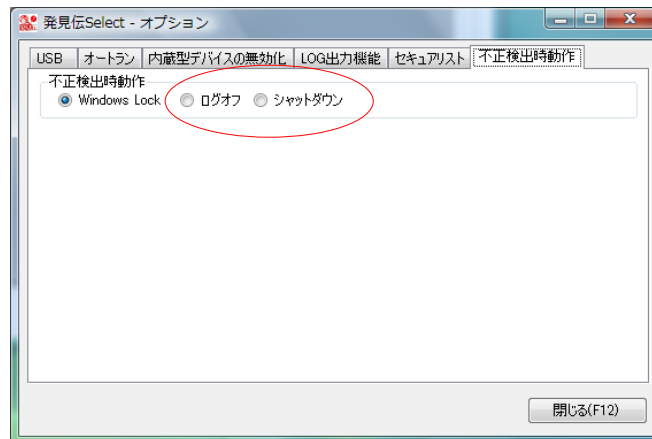 発見伝Select - オプション
USB オートラン 内蔵型デバイスの無効化 LOG出力機能 セキュアリスト 不正検出時動作
不正検出時動作
Windows Lock ログオフ シャットダウン
閉じる(F12)